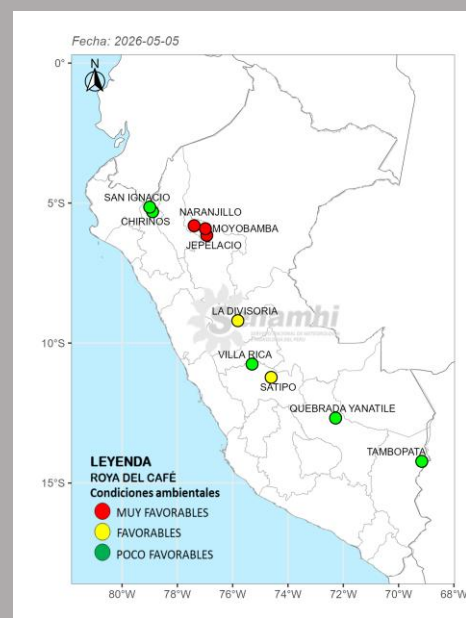 Fecha: 2026-05-05
N
0°
5°S
10°S
15°S
SAN IGNACIO
CHIRINOS
NARANJILLO
MOYOBAMBA
JEPELACIO
LA DIVISORIA
Senamhi
VILLA RICA
SATIPO
QUEBRADA YANATILE
TAMBOPATA
LEYENDA
ROYA DEL CAFÉ
Condiciones ambientales
MUY FAVORABLES
FAVORABLES
POCO FAVORABLES
80°W
78°W
76°W
74°W
72°W
70°W
68°W